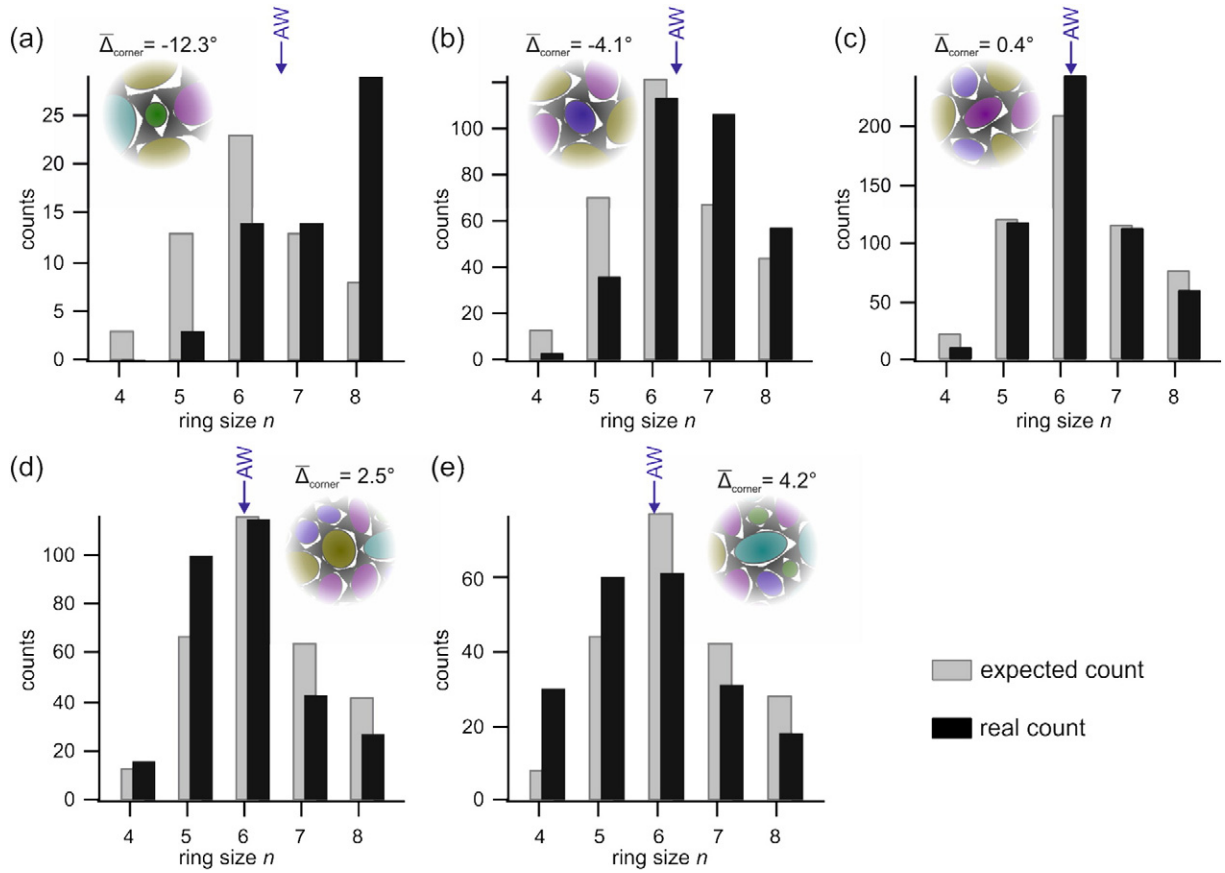 (a)
Δ̅corner= -12.3°
AW
counts
25
20
15
10
5
0
4 5 6 7 8
ring size n
(b)
Δ̅corner= -4.1°
AW
counts
120
100
80
60
40
20
0
4 5 6 7 8
ring size n
(c)
Δ̅corner= 0.4°
AW
counts
200
150
100
50
0
4 5 6 7 8
ring size n
(d)
AW
Δ̅corner= 2.5°
counts
100
80
60
40
20
0
4 5 6 7 8
ring size n
(e)
AW
Δ̅corner= 4.2°
counts
60
40
20
0
4 5 6 7 8
ring size n
expected count
real count